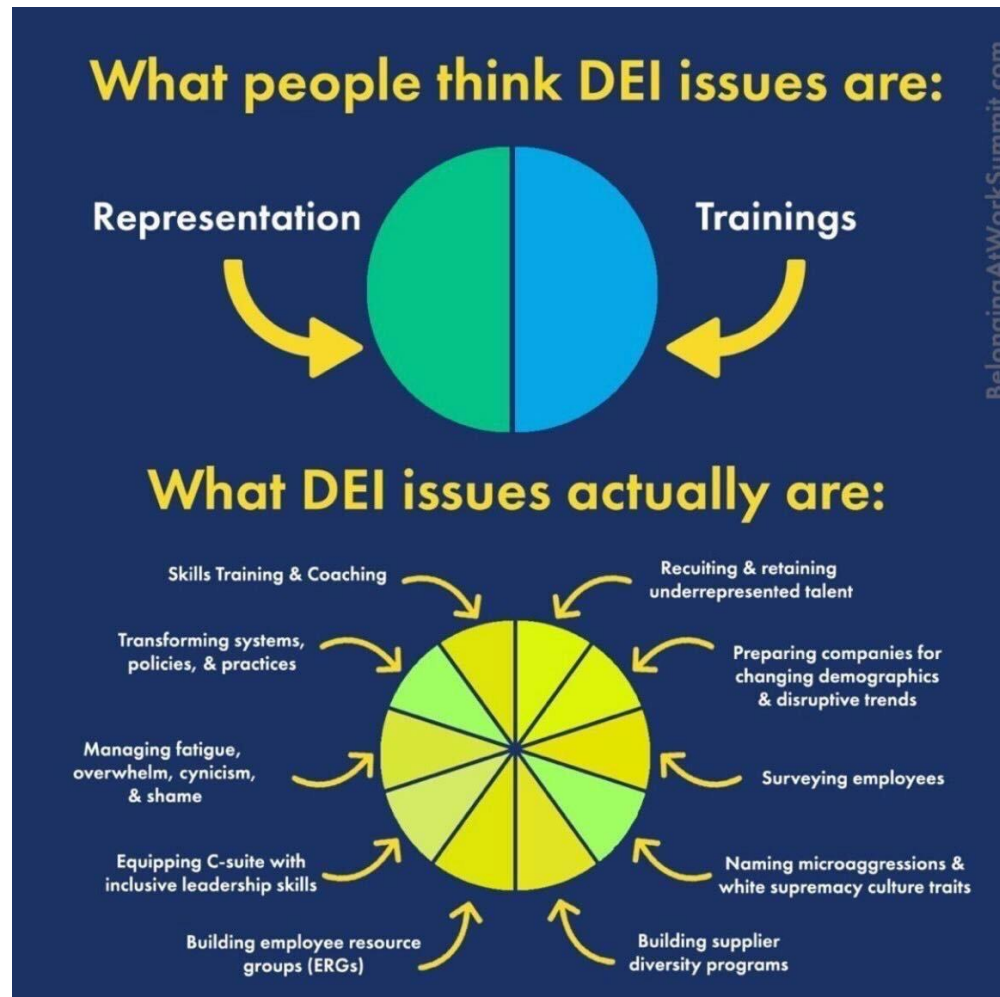 What people think DEI issues are:
Representation
Trainings
BelongingAtWorkSummit.com
What DEI issues actually are:
Skills Training & Coaching
Recuiting & retaining
underrepresented talent
Transforming systems,
policies, & practices
Preparing companies for
changing demographics
& disruptive trends
Managing fatigue,
overwhelm, cynicism,
& shame
Surveying employees
Equipping C-suite with
inclusive leadership skills
Naming microaggressions &
white supremacy culture traits
Building employee resource
groups (ERGs)
Building supplier
diversity programs